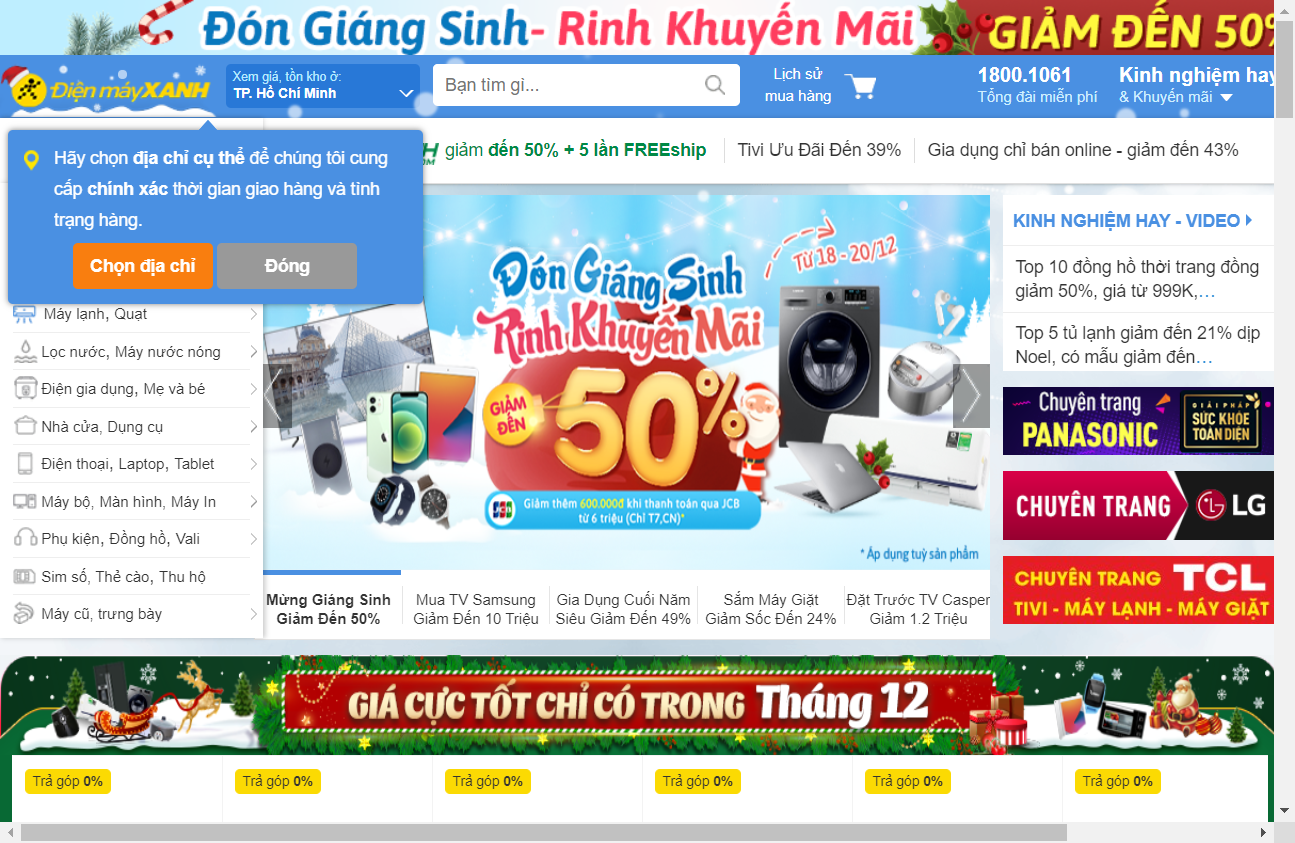 Đón Giáng Sinh- Rinh Khuyến Mãi
GIẢM ĐẾN 50%
Điện máyXANH
Xem giá, tồn kho ở:
TP. Hồ Chí Minh
Bạn tìm gì...
Lịch sử
mua hàng
1800.1061
Tổng đài miễn phí
Kinh nghiệm hay
& Khuyến mãi
Hãy chọn địa chỉ cụ thể để chúng tôi cung
cấp chính xác thời gian giao hàng và tình
trạng hàng.
Chọn địa chỉ
Đóng
giảm đến 50% + 5 lần FREEship
Tivi Ưu Đãi Đến 39%
Gia dụng chỉ bán online - giảm đến 43%
Máy lạnh, Quạt
Lọc nước, Máy nước nóng
Điện gia dụng, Mẹ và bé
Nhà cửa, Dụng cụ
Điện thoại, Laptop, Tablet
Máy bộ, Màn hình, Máy In
Phụ kiện, Đồng hồ, Vali
Sim số, Thẻ cào, Thu hộ
Máy cũ, trưng bày
Đón Giáng Sinh
Rinh Khuyến Mãi
Từ 18 - 20/12
GIẢM
ĐẾN
50%
JCB
Giảm thêm 600.000đ khi thanh toán qua JCB
từ 6 triệu (Chỉ T7,CN)*
* Áp dụng tuỳ sản phẩm
Mừng Giáng Sinh
Giảm Đến 50%
Mua TV Samsung
Giảm Đến 10 Triệu
Gia Dụng Cuối Năm
Siêu Giảm Đến 49%
Sắm Máy Giặt
Giảm Sốc Đến 24%
Đặt Trước TV Casper
Giảm 1.2 Triệu
KINH NGHIỆM HAY - VIDEO
Top 10 đồng hồ thời trang đồng
giảm 50%, giá từ 999K,...
Top 5 tủ lạnh giảm đến 21% dịp
Noel, có mẫu giảm đến...
Chuyên trang
PANASONIC
GIẢI PHÁP
SỨC KHỎE
TOÀN DIỆN
CHUYÊN TRANG
LG
CHUYÊN TRANG TCL
TIVI - MÁY LẠNH - MÁY GIẶT
GIÁ CỰC TỐT CHỈ CÓ TRONG Tháng 12
Trả góp 0%
Trả góp 0%
Trả góp 0%
Trả góp 0%
Trả góp 0%
Trả góp 0%